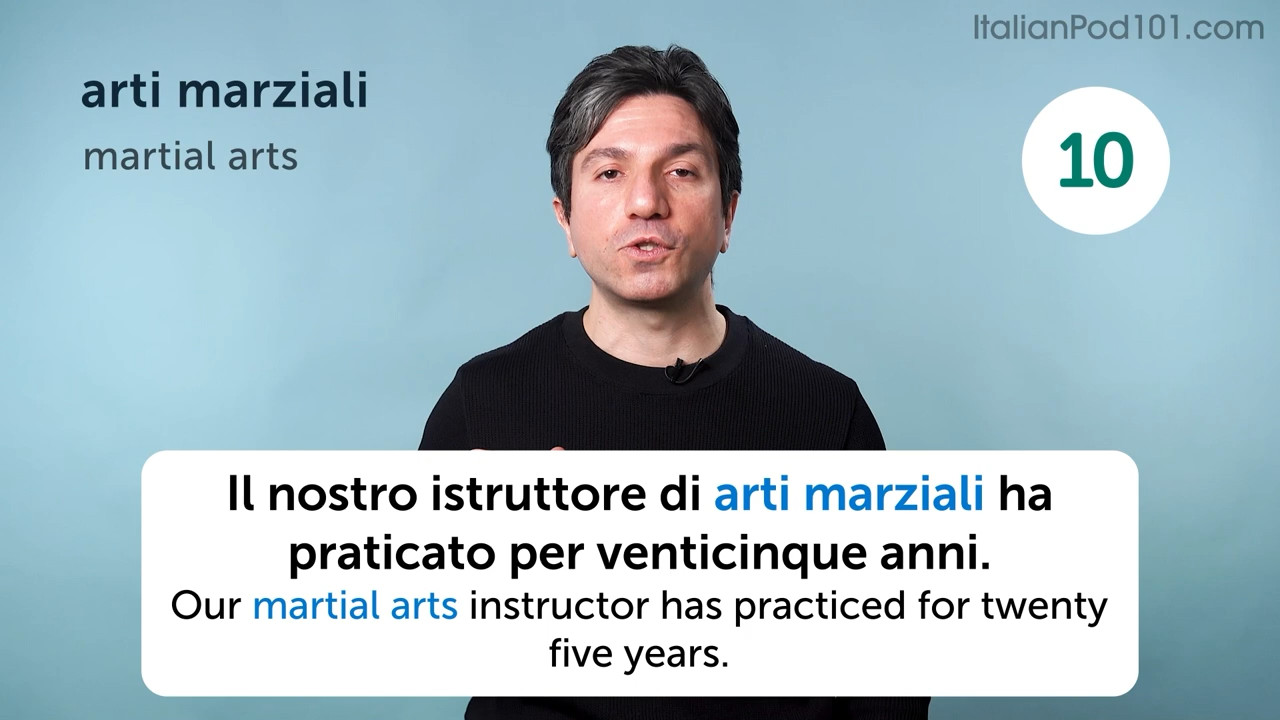 ItalianPod101.com
arti marziali
martial arts
10
Il nostro istruttore di arti marziali ha
praticato per venticinque anni.
Our martial arts instructor has practiced for twenty
five years.